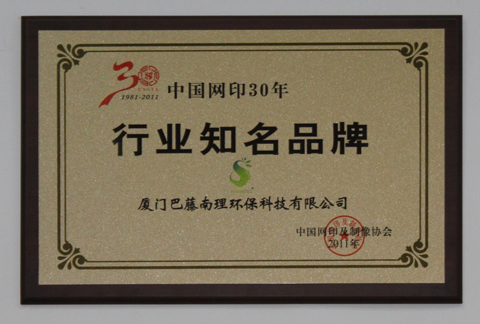 1981-2011
中国网印30年
行业知名品牌
厦门巴藤南理环保科技有限公司
中国网印及制像协会
2011年